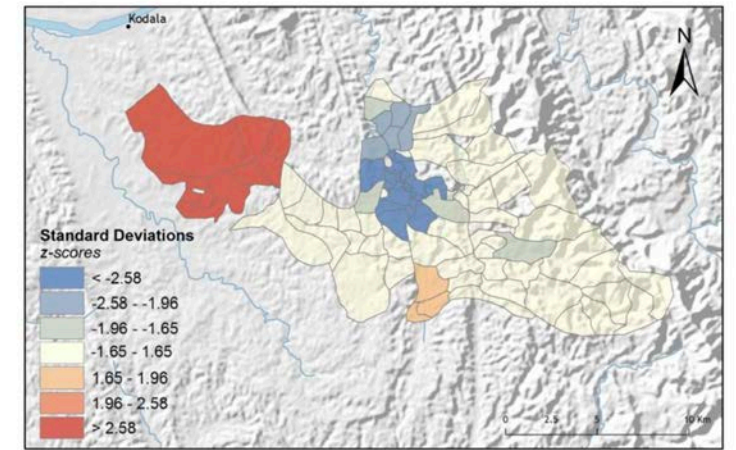 Kodala
N
Standard Deviations
z-scores
< -2.58
-2.58 - -1.96
-1.96 - -1.65
-1.65 - 1.65
1.65 - 1.96
1.96 - 2.58
> 2.58
0 2.5 5 10 Km